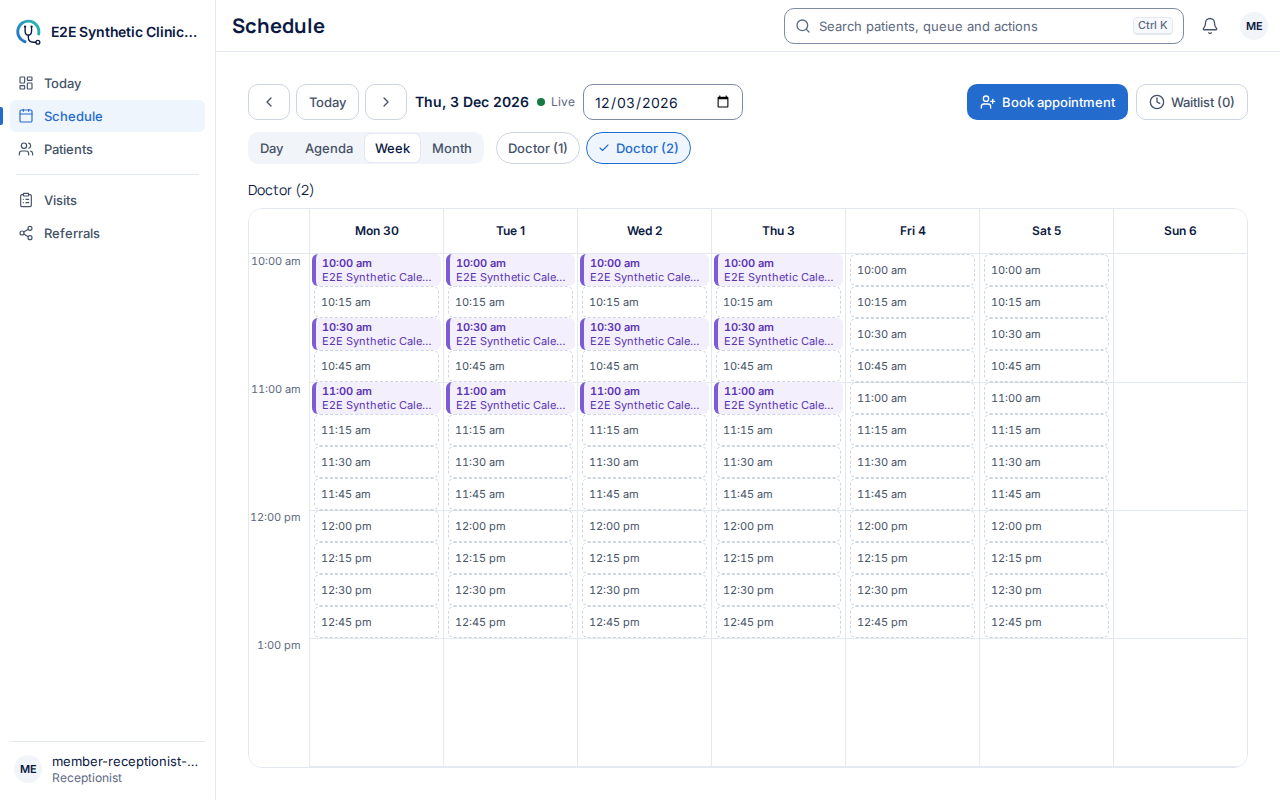 E2E Synthetic Clinic...
Today
Schedule
Patients
Visits
Referrals
ME
member-receptionist-...
Receptionist
Schedule
Search patients, queue and actions
Ctrl K
ME
Today
Thu, 3 Dec 2026
Live
12/03/2026
Book appointment
Waitlist (0)
Day
Agenda
Week
Month
Doctor (1)
Doctor (2)
Doctor (2)
Mon 30 Tue 1 Wed 2 Thu 3 Fri 4 Sat 5 Sun 6
10:00 am 10:00 am 10:00 am 10:00 am 10:00 am 10:00 am 10:00 am
E2E Synthetic Cale... E2E Synthetic Cale... E2E Synthetic Cale... E2E Synthetic Cale...
10:15 am 10:15 am 10:15 am 10:15 am 10:15 am 10:15 am
10:30 am 10:30 am 10:30 am 10:30 am 10:30 am 10:30 am
E2E Synthetic Cale... E2E Synthetic Cale... E2E Synthetic Cale... E2E Synthetic Cale...
10:45 am 10:45 am 10:45 am 10:45 am 10:45 am 10:45 am
11:00 am 11:00 am 11:00 am 11:00 am 11:00 am 11:00 am 11:00 am
E2E Synthetic Cale... E2E Synthetic Cale... E2E Synthetic Cale... E2E Synthetic Cale...
11:15 am 11:15 am 11:15 am 11:15 am 11:15 am 11:15 am
11:30 am 11:30 am 11:30 am 11:30 am 11:30 am 11:30 am
11:45 am 11:45 am 11:45 am 11:45 am 11:45 am 11:45 am
12:00 pm 12:00 pm 12:00 pm 12:00 pm 12:00 pm 12:00 pm 12:00 pm
12:15 pm 12:15 pm 12:15 pm 12:15 pm 12:15 pm 12:15 pm
12:30 pm 12:30 pm 12:30 pm 12:30 pm 12:30 pm 12:30 pm
12:45 pm 12:45 pm 12:45 pm 12:45 pm 12:45 pm 12:45 pm
1:00 pm